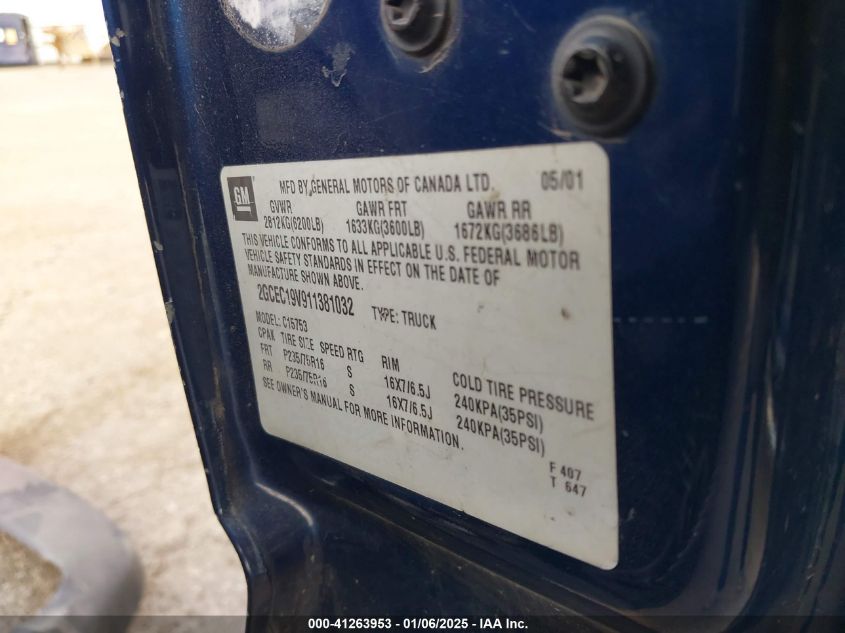 GM
MFD BY GENERAL MOTORS OF CANADA LTD. 05/01
GVWR GAWR FRT GAWR RR
2812KG(6200LB) 1633KG(3600LB) 1672KG(3686LB)
THIS VEHICLE CONFORMS TO ALL APPLICABLE U.S. FEDERAL MOTOR
VEHICLE SAFETY STANDARDS IN EFFECT ON THE DATE OF
MANUFACTURE SHOWN ABOVE.
2GCEC19V911381032 TYPE: TRUCK
MODEL: C15753
OPAK TIRE SIZE SPEED RTG RIM COLD TIRE PRESSURE
FRT P235/75R16 S 16X7/6.5J 240KPA(35PSI)
RR P235/75R16 S 16X7/6.5J 240KPA(35PSI)
SEE OWNER'S MANUAL FOR MORE INFORMATION.
F 407
T 647
000-41263953 - 01/06/2025 - IAA Inc.